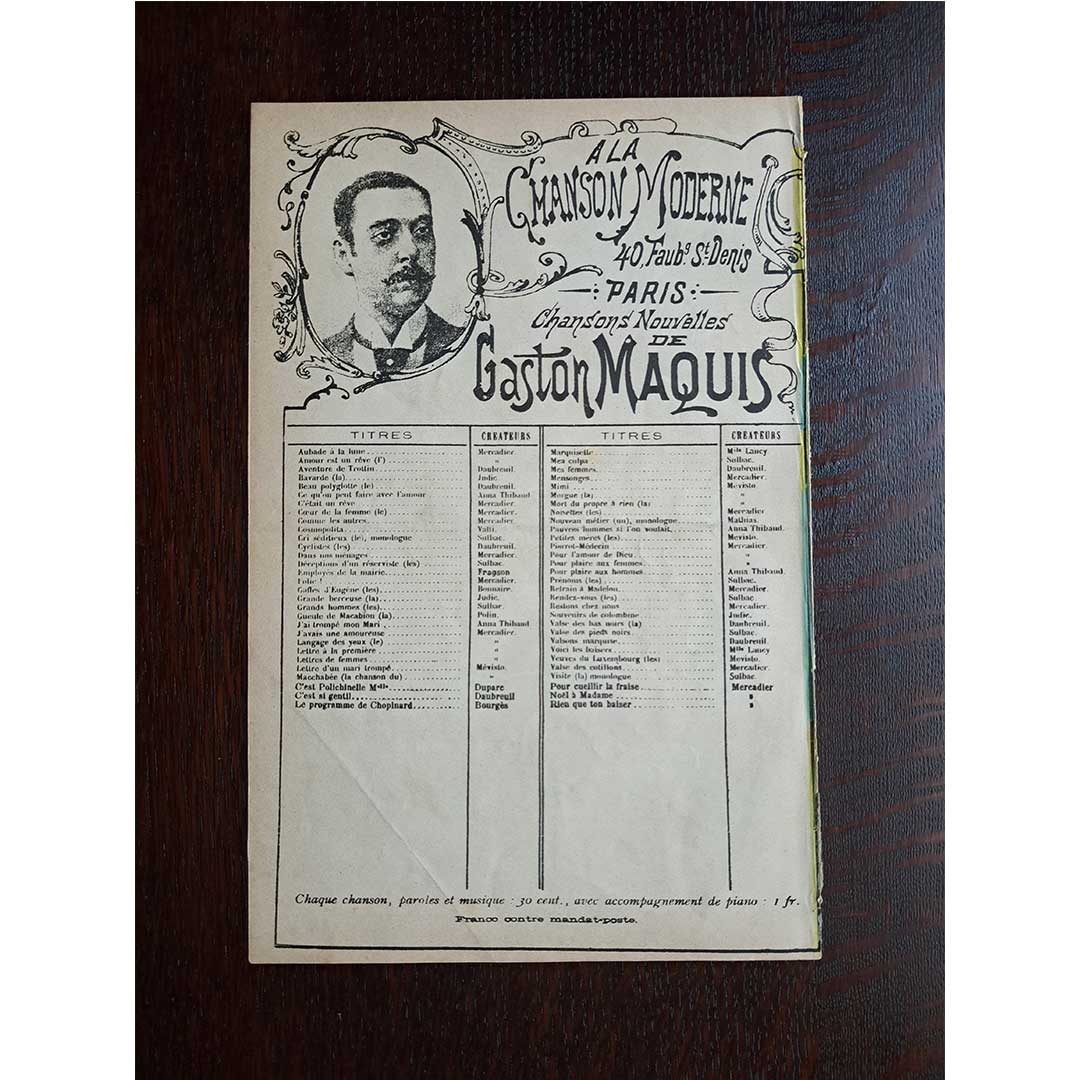 A LA
CHANSON MODERNE
40, Faubg St-Denis
PARIS
Chansons Nouvelles
DE
Gaston MAQUIS
TITRES CREATEURS
Aubade à la lune Mercadier.
Amour est un rêve (l') "
Aventure de Trottin Daubreuil.
Bavarde (la) Judic.
Beau polyglotte (le) Daubreuil.
Ce qu'on peut faire avec l'amour Anna Thibaud
C'était un rêve Mercadier.
Cœur de la femme (le) Mercadier.
Comme les autres Mercadier
Cosmopolita Valti.
Cri séditieux (le), monologue Sulbac.
Cyclistes (les) Daubreuil.
Dans nos ménages Mercadier.
Déceptions d'un réserviste (les) Sulbac
Employés de la mairie Fragson
Folie ! Mercadier.
Gaffes d'Eugène (les) Bonnaire.
Grande berceuse (la) Judic.
Grands hommes (les) Sulbac.
Gueule de Macabion (la) Polin.
J'ai trompé mon Mari Anna Thibaud
J'avais une amoureuse Mercadier.
Langage des yeux (le) "
Lettre à la première "
Lettres de femmes "
Lettre d'un mari trompé Mévisto.
Macchabée (la chanson du) "
C'est Polichinelle Mzelle Duparc
C'est si gentil Daubreuil
Le programme de Chopinard Bourgès
TITRES CREATEURS
Marquisette Mlle Lancy
Mea culpa Sulbac.
Mes femmes Daubreuil.
Mensonges Mercadier.
Mimi Mévisto
Morgue (la) "
Mort du propre à rien (la) "
Noisettes (les) Mercadier
Nouveau métier (un), monologue Mathias.
Pauvres hommes si l'on voulait Anna Thibaud.
Petites mères (les) Mévisto.
Pierrot-Médecin Mercadier.
Pour l'amour de Dieu "
Pour plaire aux femmes "
Pour plaire aux hommes Anna Thibaud.
Prénoms (les) Sulbac.
Refrain à Madelon Mercadier.
Rendez-vous (les) Sulbac
Restons chez nous Mercadier.
Souvenirs de colombine Judic.
Valse des bas noirs (la) Daubreuil.
Valse des pieds noirs Sulbac.
Valsons marquise Daubreuil.
Voici les baisers Mlle Lancy
Veuves du Luxembourg (les) Mévisto.
Valse des cotillons Mercadier.
Visite (la) monologue Sulbac.
Pour cueillir la fraise Mercadier
Noël à Madame "
Rien que ton baiser "
Chaque chanson, paroles et musique : 30 cent., avec accompagnement de piano : 1 fr.
Franco contre mandat-poste.